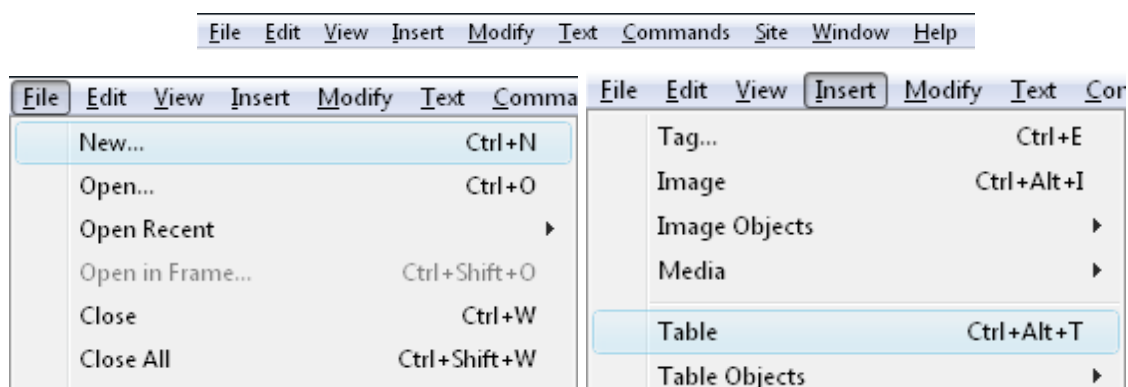 File Edit View Insert Modify Text Commands Site Window Help
File Edit View Insert Modify Text Comma
New... Ctrl+N
Open... Ctrl+O
Open Recent
Open in Frame... Ctrl+Shift+O
Close Ctrl+W
Close All Ctrl+Shift+W
File Edit View Insert Modify Text Con
Tag... Ctrl+E
Image Ctrl+Alt+I
Image Objects
Media
Table Ctrl+Alt+T
Table Objects